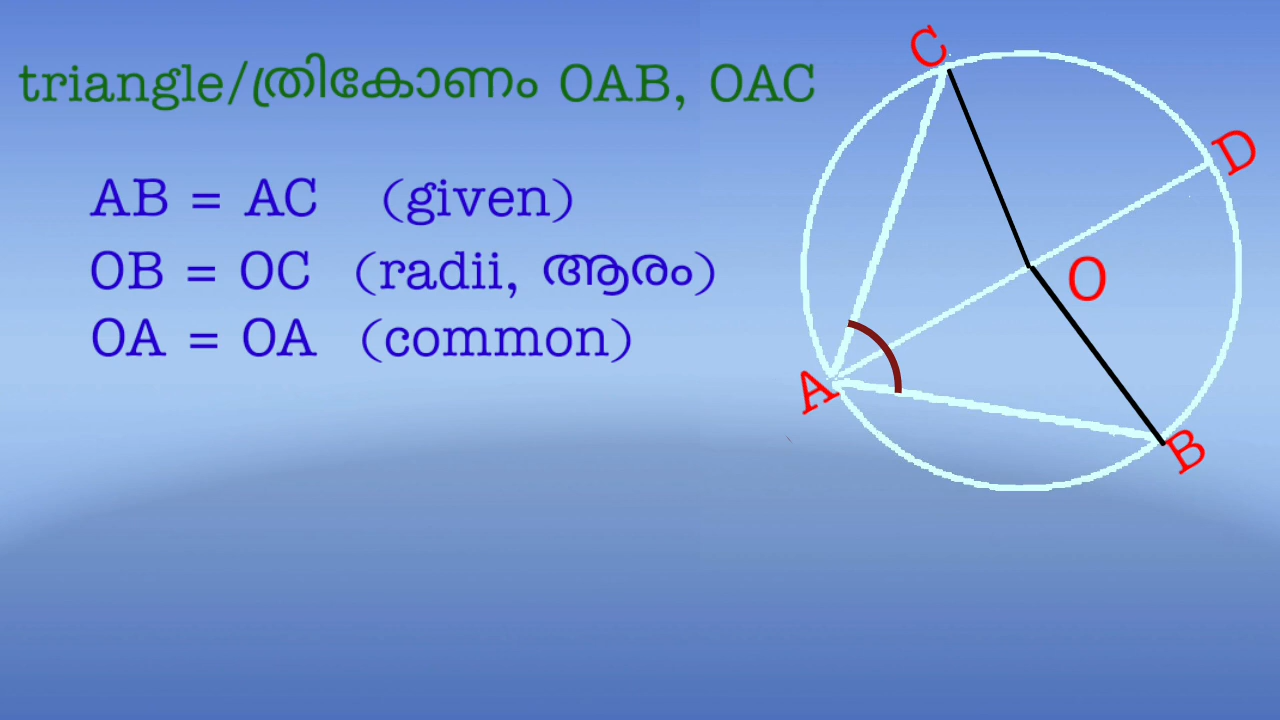 triangle/ത്രികോണം OAB, OAC
AB = AC (given)
OB = OC (radii, ആരം)
OA = OA (common)
C
D
O
A
B